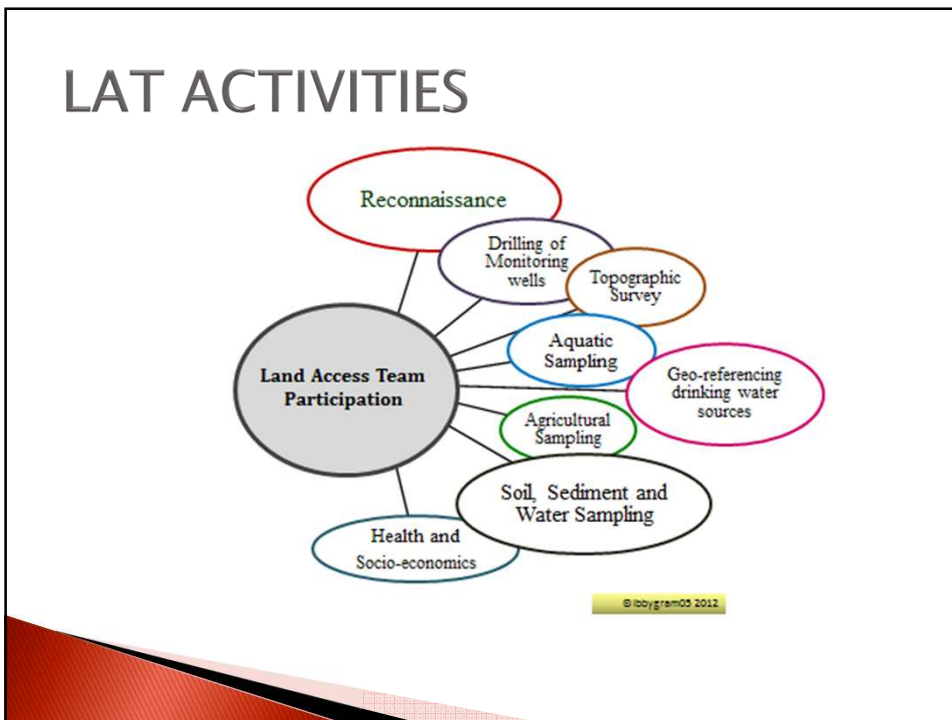 LAT ACTIVITIES
Reconnaissance
Drilling of
Monitoring
wells
Topographic
Survey
Aquatic
Sampling
Land Access Team
Participation
Geo-referencing
drinking water
sources
Agricultural
Sampling
Soil, Sediment and
Water Sampling
Health and
Socio-economics
©Ibbygram05 2012